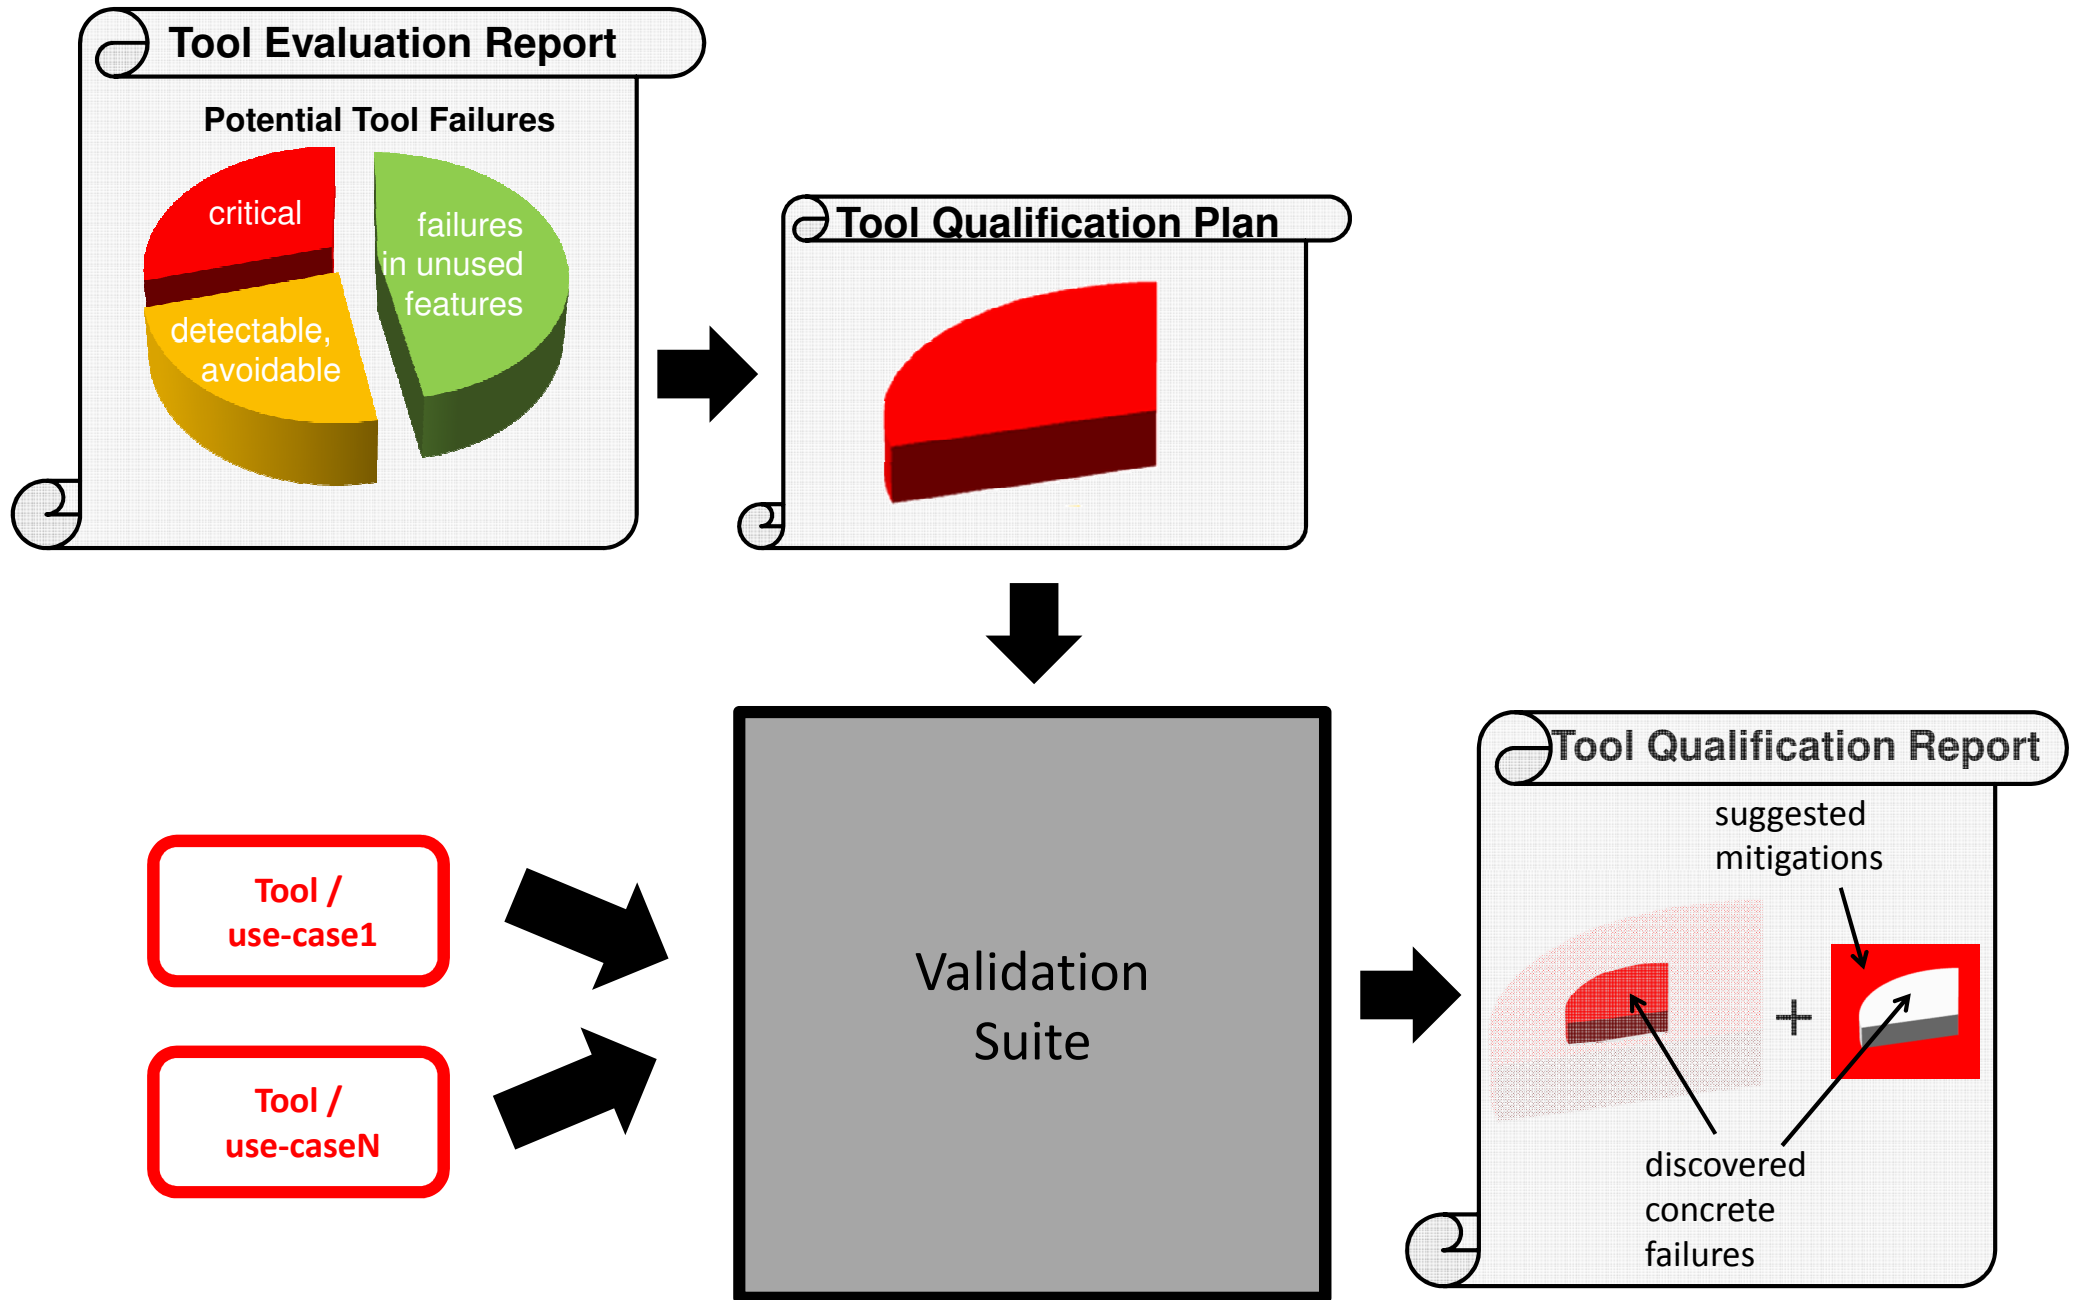 Tool Evaluation Report
Potential Tool Failures
critical
failures
in unused
features
detectable,
avoidable
Tool Qualification Plan
Tool /
use-case1
Tool /
use-caseN
Validation
Suite
Tool Qualification Report
suggested
mitigations
+
discovered
concrete
failures